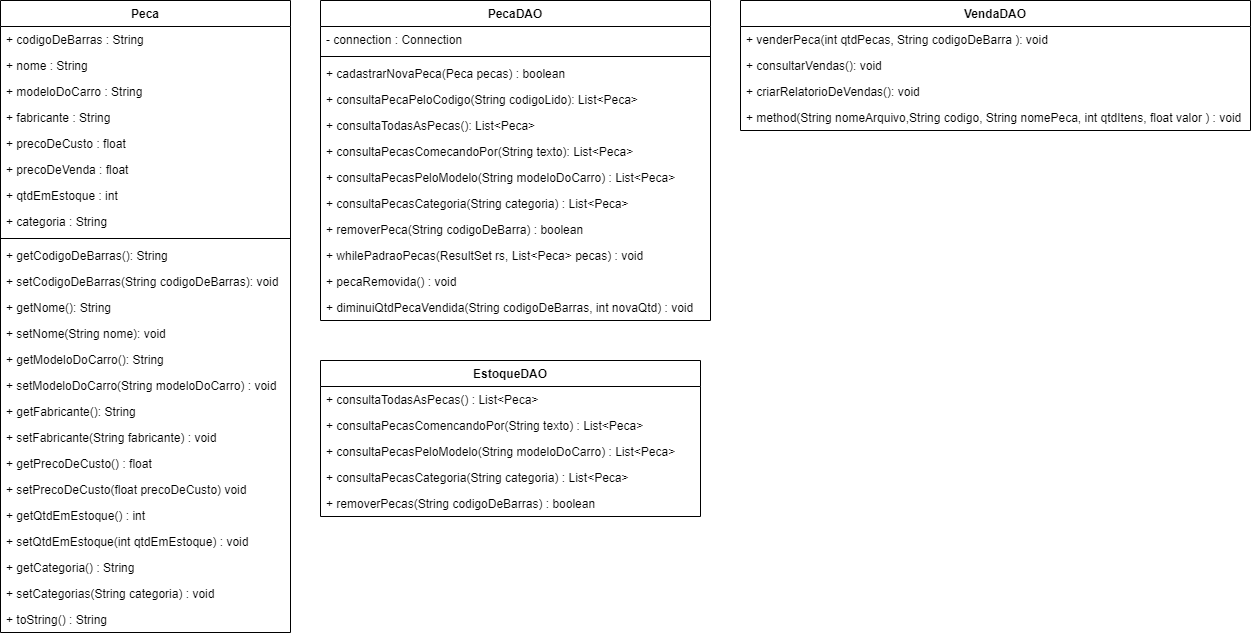 Peca
+ codigoDeBarras : String
+ nome : String
+ modeloDoCarro : String
+ fabricante : String
+ precoDeCusto : float
+ precoDeVenda : float
+ qtdEmEstoque : int
+ categoria : String
+ getCodigoDeBarras(): String
+ setCodigoDeBarras(String codigoDeBarras): void
+ getNome(): String
+ setNome(String nome): void
+ getModeloDoCarro(): String
+ setModeloDoCarro(String modeloDoCarro) : void
+ getFabricante(): String
+ setFabricante(String fabricante) : void
+ getPrecoDeCusto() : float
+ setPrecoDeCusto(float precoDeCusto) void
+ getQtdEmEstoque() : int
+ setQtdEmEstoque(int qtdEmEstoque) : void
+ getCategoria() : String
+ setCategorias(String categoria) : void
+ toString() : String
PecaDAO
- connection : Connection
+ cadastrarNovaPeca(Peca pecas) : boolean
+ consultaPecaPeloCodigo(String codigoLido): List<Peca>
+ consultaTodasAsPecas(): List<Peca>
+ consultaPecasComecandoPor(String texto): List<Peca>
+ consultaPecasPeloModelo(String modeloDoCarro) : List<Peca>
+ consultaPecasCategoria(String categoria) : List<Peca>
+ removerPeca(String codigoDeBarra) : boolean
+ whilePadraoPecas(ResultSet rs, List<Peca> pecas) : void
+ pecaRemovida() : void
+ diminuiQtdPecaVendida(String codigoDeBarras, int novaQtd) : void
EstoqueDAO
+ consultaTodasAsPecas() : List<Peca>
+ consultaPecasComencandoPor(String texto) : List<Peca>
+ consultaPecasPeloModelo(String modeloDoCarro) : List<Peca>
+ consultaPecasCategoria(String categoria) : List<Peca>
+ removerPecas(String codigoDeBarras) : boolean
VendaDAO
+ venderPeca(int qtdPecas, String codigoDeBarra ): void
+ consultarVendas(): void
+ criarRelatorioDeVendas(): void
+ method(String nomeArquivo,String codigo, String nomePeca, int qtdItens, float valor ) : void